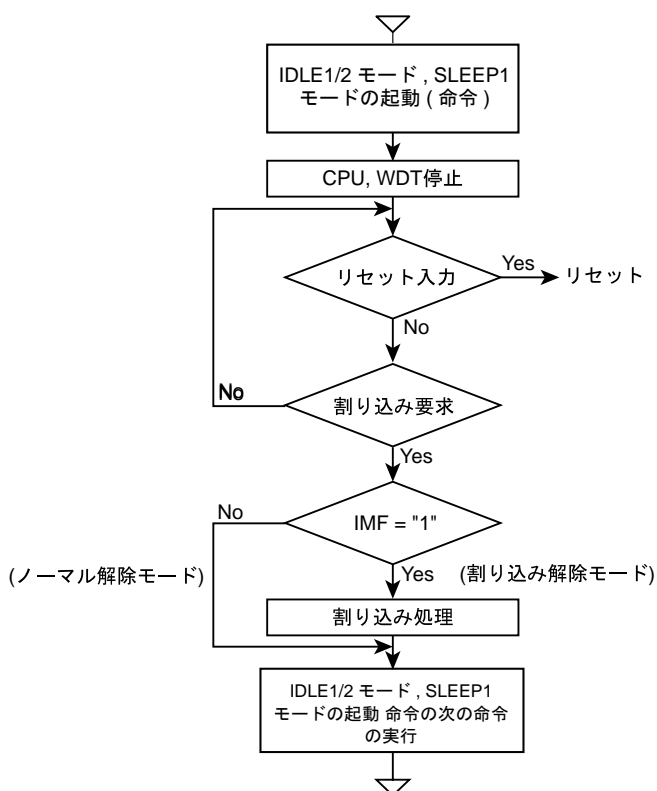 IDLE1/2 モード , SLEEP1
モードの起動 ( 命令 )
CPU, WDT停止
リセット入力
Yes
リセット
No
No
割り込み要求
Yes
No
IMF = "1"
(ノーマル解除モード)
Yes
(割り込み解除モード)
割り込み処理
IDLE1/2 モード , SLEEP1
モードの起動 命令の次の命令
の実行